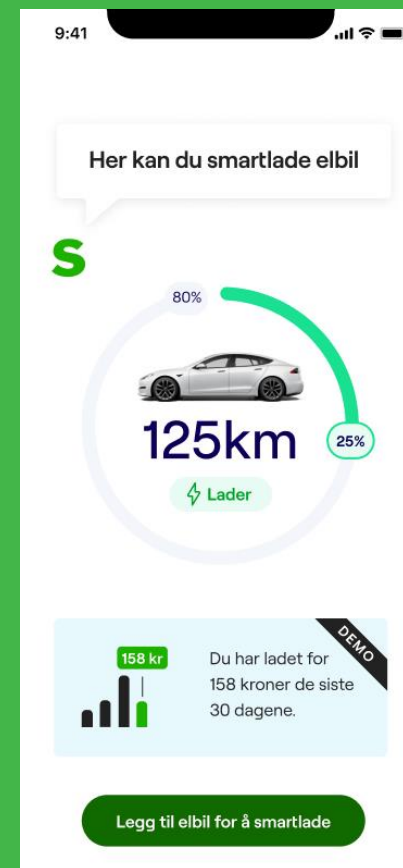 9:41
Her kan du smartlade elbil
S
80%
125km
25%
Lader
DEMO
158 kr
Du har ladet for
158 kroner de siste
30 dagene.
Legg til elbil for å smartlade